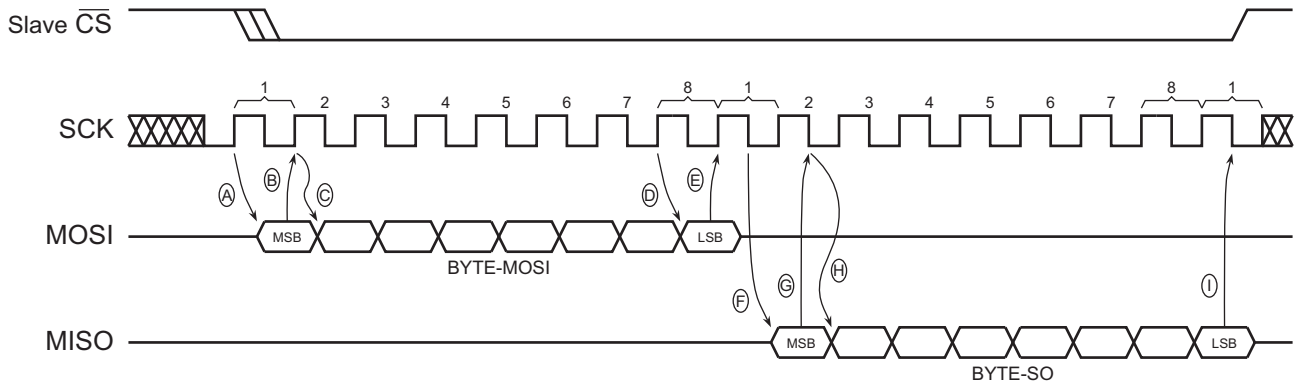 Slave CS
1 2 3 4 5 6 7 8 1 2 3 4 5 6 7 8 1
SCK
A B C D E
MOSI MSB LSB
BYTE-MOSI
F G H I
MISO MSB LSB
BYTE-SO